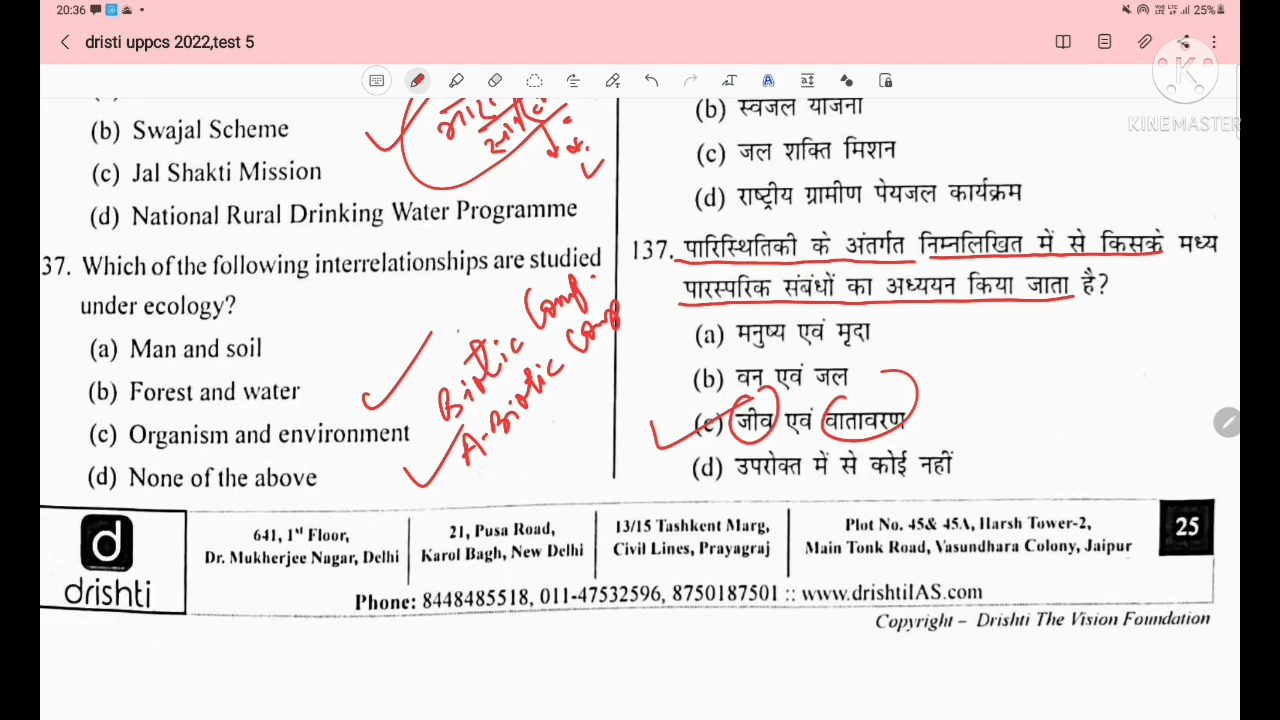 20:36
25%
dristi uppcs 2022,test 5
K
KINEMASTER
(b) Swajal Scheme
(c) Jal Shakti Mission
(d) National Rural Drinking Water Programme
37. Which of the following interrelationships are studied
under ecology?
(a) Man and soil
(b) Forest and water
(c) Organism and environment
(d) None of the above
Biotic Comp.
A-Biotic Comp
(b) स्वजल योजना
(c) जल शक्ति मिशन
(d) राष्ट्रीय ग्रामीण पेयजल कार्यक्रम
137. पारिस्थितिकी के अंतर्गत निम्नलिखित में से किसके मध्य
पारस्परिक संबंधों का अध्ययन किया जाता है?
(a) मनुष्य एवं मृदा
(b) वन एवं जल
(c) जीव एवं वातावरण
(d) उपरोक्त में से कोई नहीं
d
drishti
641, 1st Floor,
Dr. Mukherjee Nagar, Delhi
21, Pusa Road,
Karol Bagh, New Delhi
13/15 Tashkent Marg,
Civil Lines, Prayagraj
Plot No. 45& 45A, Harsh Tower-2,
Main Tonk Road, Vasundhara Colony, Jaipur
25
Phone: 8448485518, 011-47532596, 8750187501 :: www.drishtiIAS.com
Copyright – Drishti The Vision Foundation